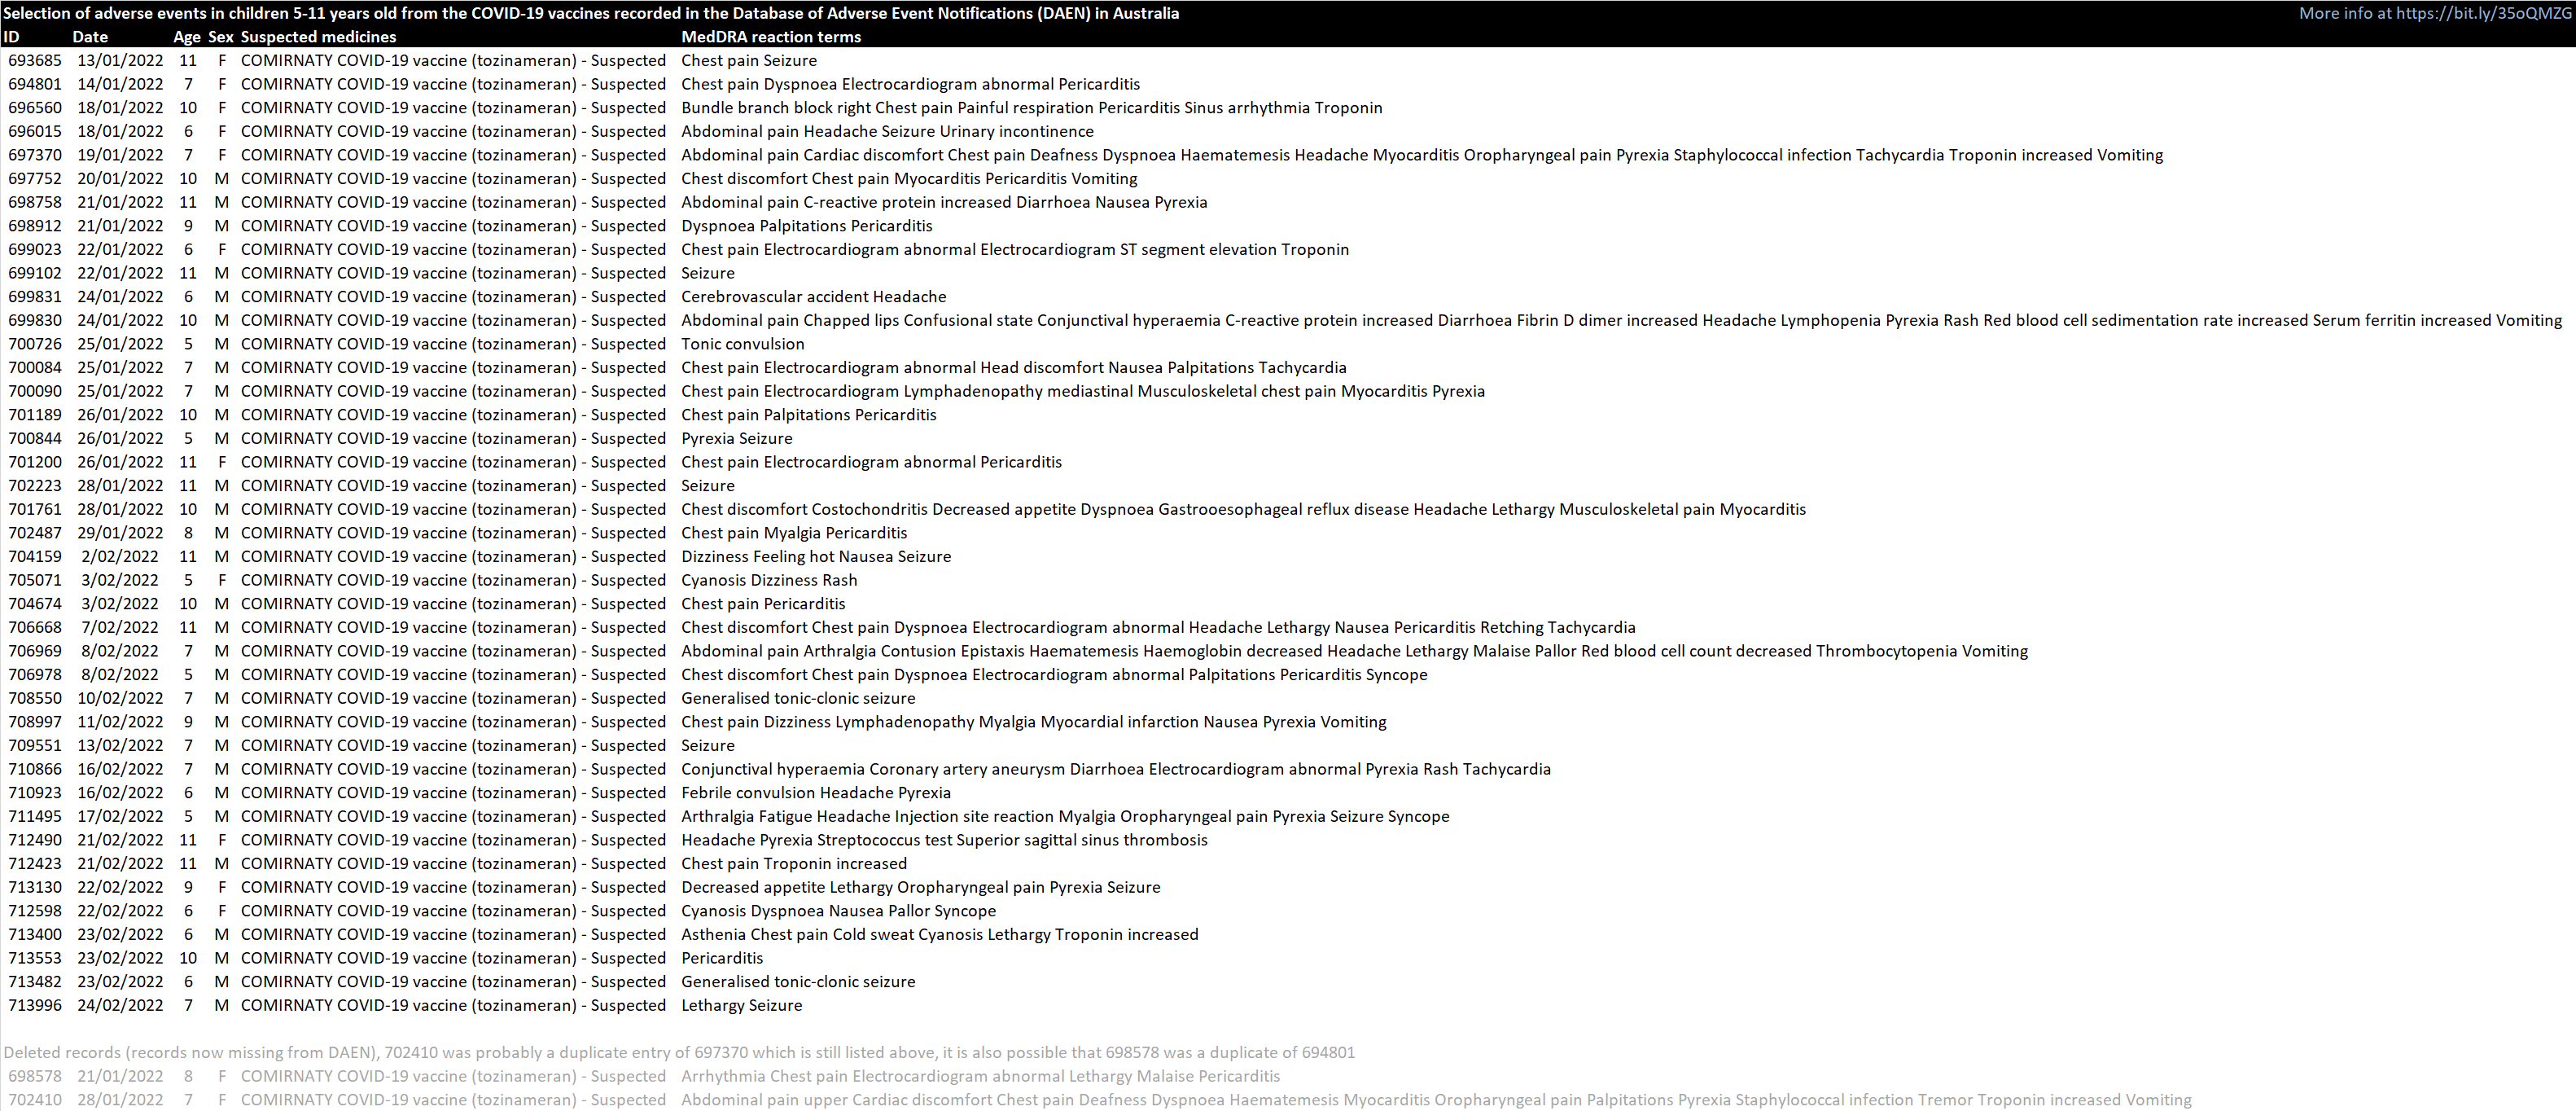 Selection of adverse events in children 5-11 years old from the COVID-19 vaccines recorded in the Database of Adverse Event Notifications (DAEN) in Australia More info at https://bit.ly/35oQMZG
ID Date Age Sex Suspected medicines MedDRA reaction terms
693685 13/01/2022 11 F COMIRNATY COVID-19 vaccine (tozinameran) - Suspected Chest pain Seizure
694801 14/01/2022 7 F COMIRNATY COVID-19 vaccine (tozinameran) - Suspected Chest pain Dyspnoea Electrocardiogram abnormal Pericarditis
696560 18/01/2022 10 F COMIRNATY COVID-19 vaccine (tozinameran) - Suspected Bundle branch block right Chest pain Painful respiration Pericarditis Sinus arrhythmia Troponin
696015 18/01/2022 6 F COMIRNATY COVID-19 vaccine (tozinameran) - Suspected Abdominal pain Headache Seizure Urinary incontinence
697370 19/01/2022 7 F COMIRNATY COVID-19 vaccine (tozinameran) - Suspected Abdominal pain Cardiac discomfort Chest pain Deafness Dyspnoea Haematemesis Headache Myocarditis Oropharyngeal pain Pyrexia Staphylococcal infection Tachycardia Troponin increased Vomiting
697752 20/01/2022 10 M COMIRNATY COVID-19 vaccine (tozinameran) - Suspected Chest discomfort Chest pain Myocarditis Pericarditis Vomiting
698758 21/01/2022 11 M COMIRNATY COVID-19 vaccine (tozinameran) - Suspected Abdominal pain C-reactive protein increased Diarrhoea Nausea Pyrexia
698912 21/01/2022 9 M COMIRNATY COVID-19 vaccine (tozinameran) - Suspected Dyspnoea Palpitations Pericarditis
699023 22/01/2022 6 F COMIRNATY COVID-19 vaccine (tozinameran) - Suspected Chest pain Electrocardiogram abnormal Electrocardiogram ST segment elevation Troponin
699102 22/01/2022 11 M COMIRNATY COVID-19 vaccine (tozinameran) - Suspected Seizure
699831 24/01/2022 6 M COMIRNATY COVID-19 vaccine (tozinameran) - Suspected Cerebrovascular accident Headache
699830 24/01/2022 10 M COMIRNATY COVID-19 vaccine (tozinameran) - Suspected Abdominal pain Chapped lips Confusional state Conjunctival hyperaemia C-reactive protein increased Diarrhoea Fibrin D dimer increased Headache Lymphopenia Pyrexia Rash Red blood cell sedimentation rate increased Serum ferritin increased Vomiting
700726 25/01/2022 5 M COMIRNATY COVID-19 vaccine (tozinameran) - Suspected Tonic convulsion
700084 25/01/2022 7 M COMIRNATY COVID-19 vaccine (tozinameran) - Suspected Chest pain Electrocardiogram abnormal Head discomfort Nausea Palpitations Tachycardia
700090 25/01/2022 7 M COMIRNATY COVID-19 vaccine (tozinameran) - Suspected Chest pain Electrocardiogram Lymphadenopathy mediastinal Musculoskeletal chest pain Myocarditis Pyrexia
701189 26/01/2022 10 M COMIRNATY COVID-19 vaccine (tozinameran) - Suspected Chest pain Palpitations Pericarditis
700844 26/01/2022 5 M COMIRNATY COVID-19 vaccine (tozinameran) - Suspected Pyrexia Seizure
701200 26/01/2022 11 F COMIRNATY COVID-19 vaccine (tozinameran) - Suspected Chest pain Electrocardiogram abnormal Pericarditis
702223 28/01/2022 11 M COMIRNATY COVID-19 vaccine (tozinameran) - Suspected Seizure
701761 28/01/2022 10 M COMIRNATY COVID-19 vaccine (tozinameran) - Suspected Chest discomfort Costochondritis Decreased appetite Dyspnoea Gastrooesophageal reflux disease Headache Lethargy Musculoskeletal pain Myocarditis
702487 29/01/2022 8 M COMIRNATY COVID-19 vaccine (tozinameran) - Suspected Chest pain Myalgia Pericarditis
704159 2/02/2022 11 M COMIRNATY COVID-19 vaccine (tozinameran) - Suspected Dizziness Feeling hot Nausea Seizure
705071 3/02/2022 5 F COMIRNATY COVID-19 vaccine (tozinameran) - Suspected Cyanosis Dizziness Rash
704674 3/02/2022 10 M COMIRNATY COVID-19 vaccine (tozinameran) - Suspected Chest pain Pericarditis
706668 7/02/2022 11 M COMIRNATY COVID-19 vaccine (tozinameran) - Suspected Chest discomfort Chest pain Dyspnoea Electrocardiogram abnormal Headache Lethargy Nausea Pericarditis Retching Tachycardia
706969 8/02/2022 7 M COMIRNATY COVID-19 vaccine (tozinameran) - Suspected Abdominal pain Arthralgia Contusion Epistaxis Haematemesis Haemoglobin decreased Headache Lethargy Malaise Pallor Red blood cell count decreased Thrombocytopenia Vomiting
706978 8/02/2022 5 M COMIRNATY COVID-19 vaccine (tozinameran) - Suspected Chest discomfort Chest pain Dyspnoea Electrocardiogram abnormal Palpitations Pericarditis Syncope
708550 10/02/2022 7 M COMIRNATY COVID-19 vaccine (tozinameran) - Suspected Generalised tonic-clonic seizure
708997 11/02/2022 9 M COMIRNATY COVID-19 vaccine (tozinameran) - Suspected Chest pain Dizziness Lymphadenopathy Myalgia Myocardial infarction Nausea Pyrexia Vomiting
709551 13/02/2022 7 M COMIRNATY COVID-19 vaccine (tozinameran) - Suspected Seizure
710866 16/02/2022 7 M COMIRNATY COVID-19 vaccine (tozinameran) - Suspected Conjunctival hyperaemia Coronary artery aneurysm Diarrhoea Electrocardiogram abnormal Pyrexia Rash Tachycardia
710923 16/02/2022 6 M COMIRNATY COVID-19 vaccine (tozinameran) - Suspected Febrile convulsion Headache Pyrexia
711495 17/02/2022 5 M COMIRNATY COVID-19 vaccine (tozinameran) - Suspected Arthralgia Fatigue Headache Injection site reaction Myalgia Oropharyngeal pain Pyrexia Seizure Syncope
712490 21/02/2022 11 F COMIRNATY COVID-19 vaccine (tozinameran) - Suspected Headache Pyrexia Streptococcus test Superior sagittal sinus thrombosis
712423 21/02/2022 11 M COMIRNATY COVID-19 vaccine (tozinameran) - Suspected Chest pain Troponin increased
713130 22/02/2022 9 F COMIRNATY COVID-19 vaccine (tozinameran) - Suspected Decreased appetite Lethargy Oropharyngeal pain Pyrexia Seizure
712598 22/02/2022 6 F COMIRNATY COVID-19 vaccine (tozinameran) - Suspected Cyanosis Dyspnoea Nausea Pallor Syncope
713400 23/02/2022 6 M COMIRNATY COVID-19 vaccine (tozinameran) - Suspected Asthenia Chest pain Cold sweat Cyanosis Lethargy Troponin increased
713553 23/02/2022 10 M COMIRNATY COVID-19 vaccine (tozinameran) - Suspected Pericarditis
713482 23/02/2022 6 M COMIRNATY COVID-19 vaccine (tozinameran) - Suspected Generalised tonic-clonic seizure
713996 24/02/2022 7 M COMIRNATY COVID-19 vaccine (tozinameran) - Suspected Lethargy Seizure
Deleted records (records now missing from DAEN), 702410 was probably a duplicate entry of 697370 which is still listed above, it is also possible that 698578 was a duplicate of 694801
698578 21/01/2022 8 F COMIRNATY COVID-19 vaccine (tozinameran) - Suspected Arrhythmia Chest pain Electrocardiogram abnormal Lethargy Malaise Pericarditis
702410 28/01/2022 7 F COMIRNATY COVID-19 vaccine (tozinameran) - Suspected Abdominal pain upper Cardiac discomfort Chest pain Deafness Dyspnoea Haematemesis Myocarditis Oropharyngeal pain Palpitations Pyrexia Staphylococcal infection Tremor Troponin increased Vomiting